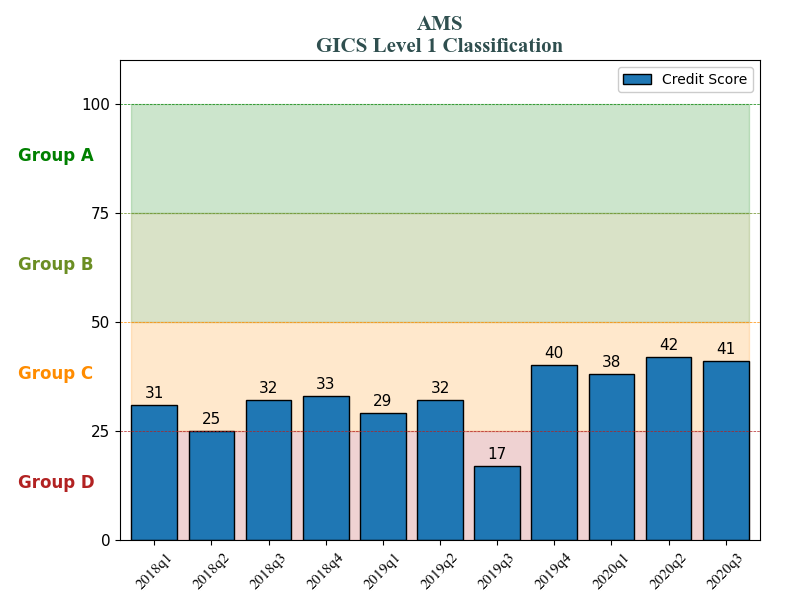 AMS
GICS Level 1 Classification
Credit Score
100
Group A
75
Group B
50
Group C
25
Group D
0
31
25
32
33
29
32
17
40
38
42
41
2018q1
2018q2
2018q3
2018q4
2019q1
2019q2
2019q3
2019q4
2020q1
2020q2
2020q3